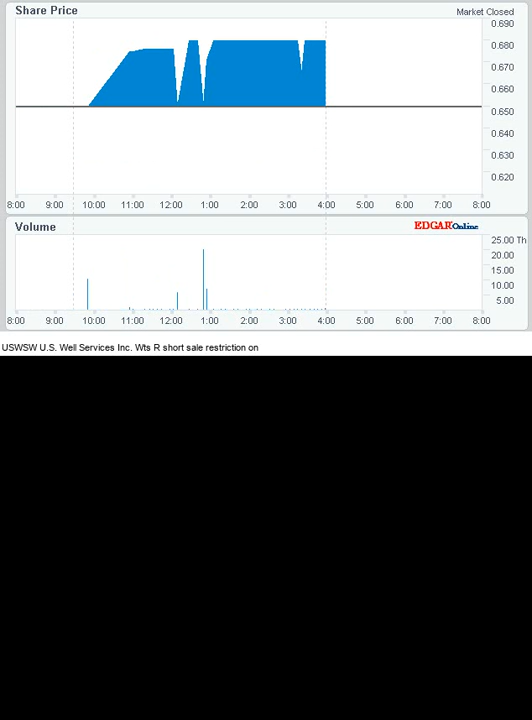 Share Price
Market Closed
0.690
0.680
0.670
0.660
0.650
0.640
0.630
0.620
8:00 9:00 10:00 11:00 12:00 1:00 2:00 3:00 4:00 5:00 6:00 7:00 8:00
Volume
EDGAROnline
25.00 Th
20.00
15.00
10.00
5.00
8:00 9:00 10:00 11:00 12:00 1:00 2:00 3:00 4:00 5:00 6:00 7:00 8:00
USWSW U.S. Well Services Inc. Wts R short sale restriction on